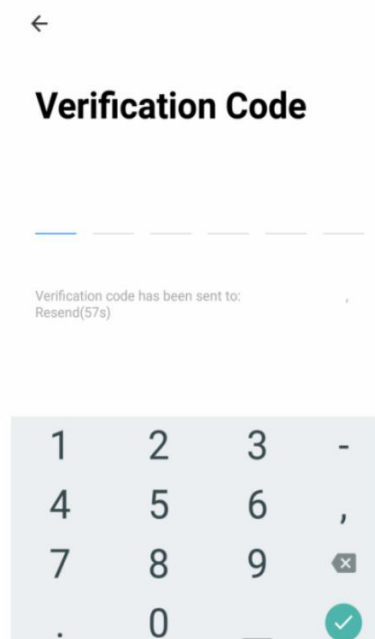 Verification Code
Verification code has been sent to: ,
Resend(57s)
1 2 3 -
4 5 6 ,
7 8 9
. 0